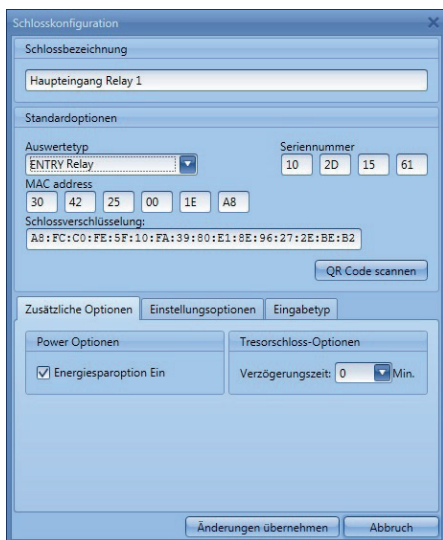 Schlosskonfiguration
Schlossbezeichnung
Haupteingang Relay 1
Standardoptionen
Auswertetyp Seriennummer
ENTRY Relay 10 2D 15 61
MAC address
30 42 25 00 1E A8
Schlossverschlüsselung:
A8:FC:C0:FE:5F:10:FA:39:80:E1:8E:96:27:2E:BE:B2
QR Code scannen
Zusätzliche Optionen Einstellungsoptionen Eingabetyp
Power Optionen Tresorschloss-Optionen
Energiesparoption Ein Verzögerungszeit: 0 Min.
Änderungen übernehmen Abbruch